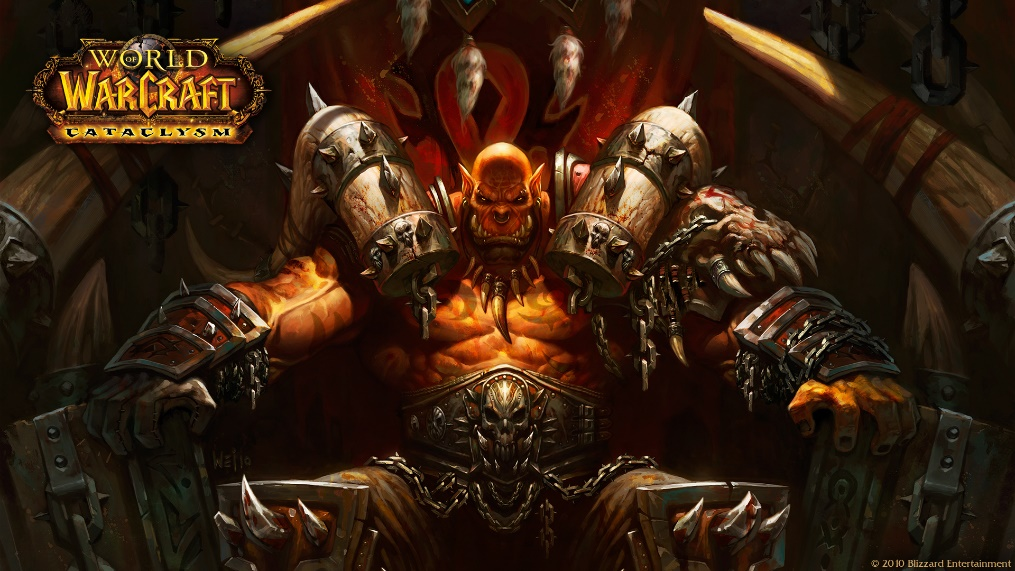 WORLD OF
WARCRAFT
CATACLYSM
WEI10
© 2010 Blizzard Entertainment